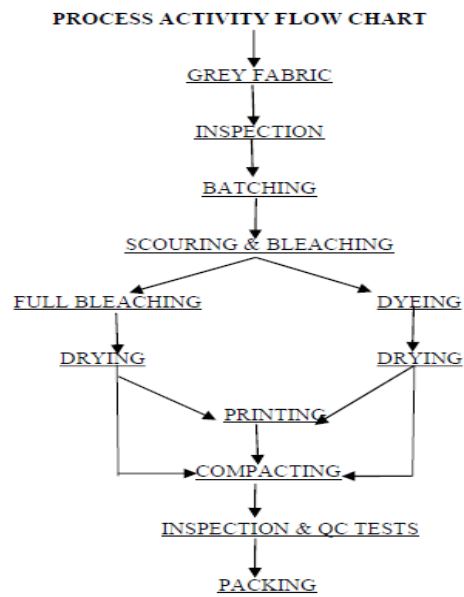 PROCESS ACTIVITY FLOW CHART
GREY FABRIC
INSPECTION
BATCHING
SCOURING & BLEACHING
FULL BLEACHING
DYEING
DRYING
DRYING
PRINTING
COMPACTING
INSPECTION & QC TESTS
PACKING